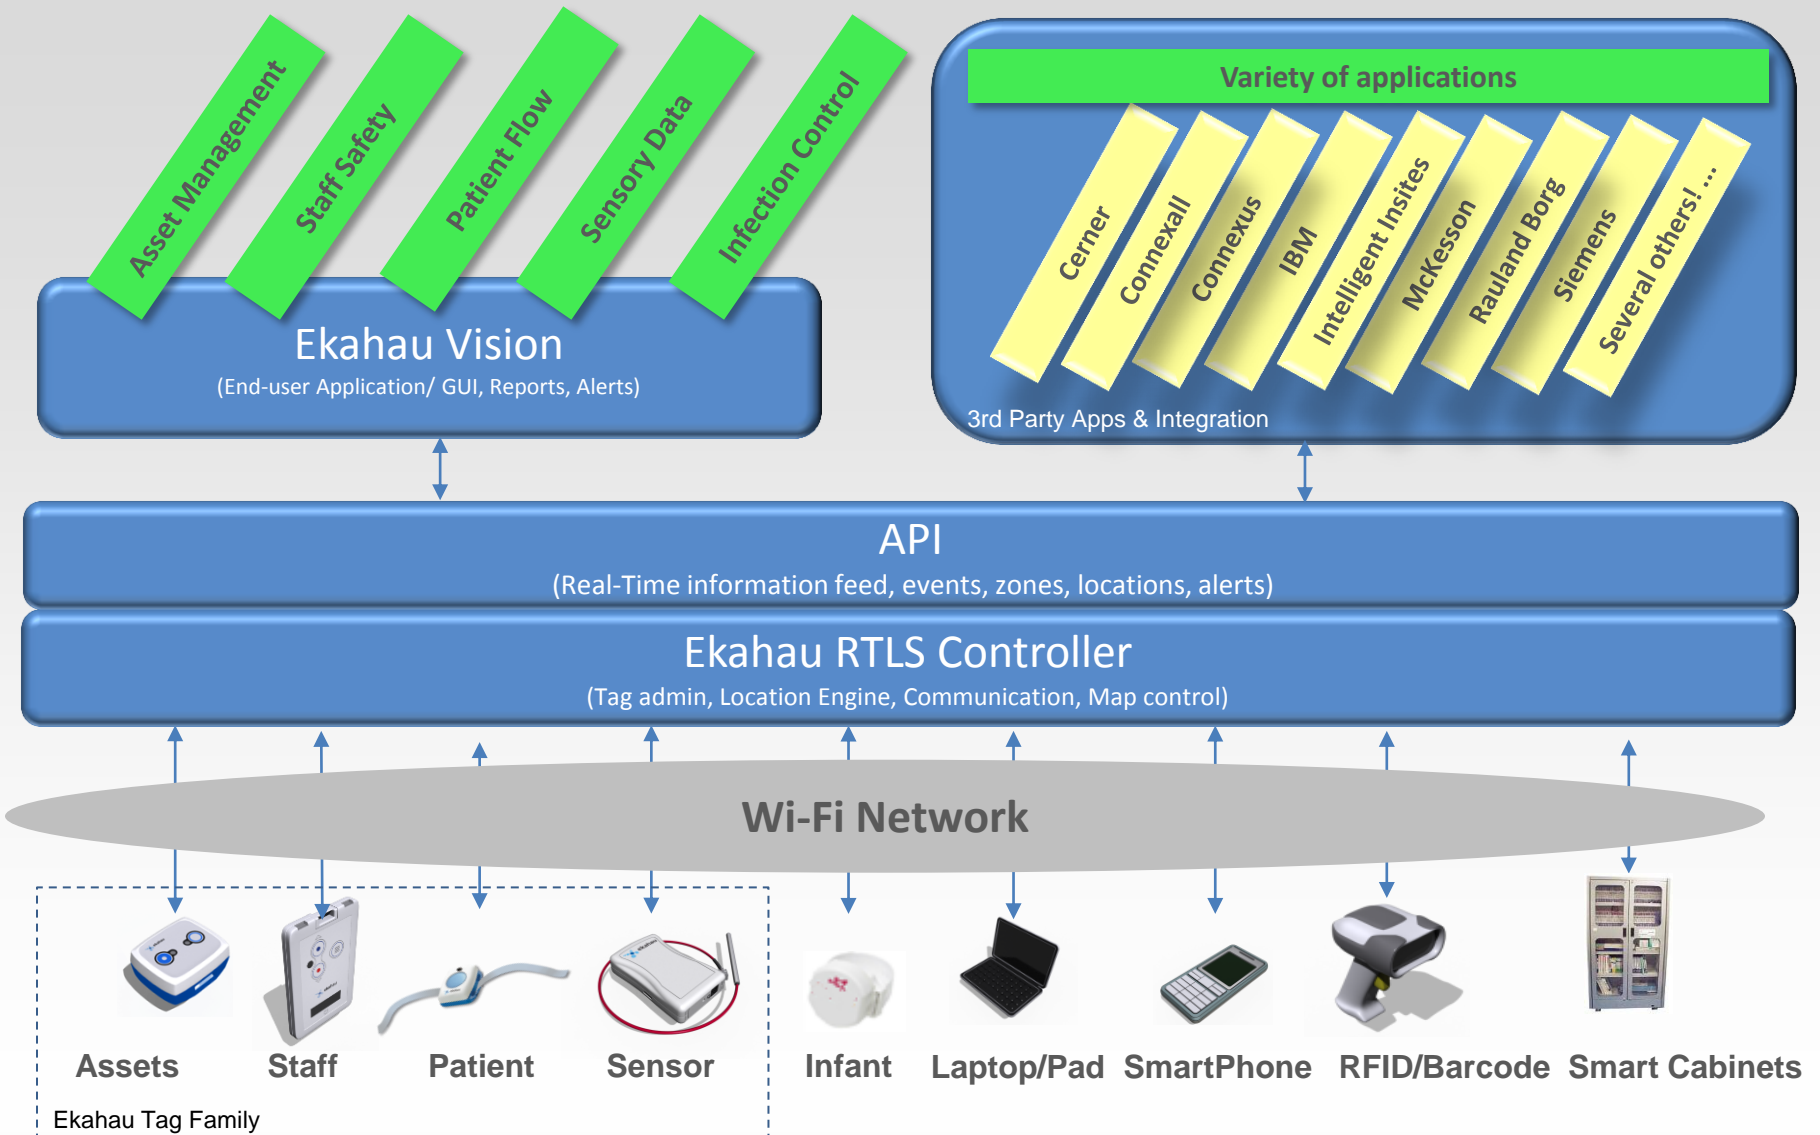 Asset Management
Staff Safety
Patient Flow
Sensory Data
Infection Control
Ekahau Vision
(End-user Application/ GUI, Reports, Alerts)
Variety of applications
Cerner
Connexall
Connexus
IBM
Intelligent Insites
McKesson
Rauland Borg
Siemens
Several others! ...
3rd Party Apps & Integration
API
(Real-Time information feed, events, zones, locations, alerts)
Ekahau RTLS Controller
(Tag admin, Location Engine, Communication, Map control)
Wi-Fi Network
Assets
Staff
Patient
Sensor
Infant
Laptop/Pad
SmartPhone
RFID/Barcode
Smart Cabinets
Ekahau Tag Family